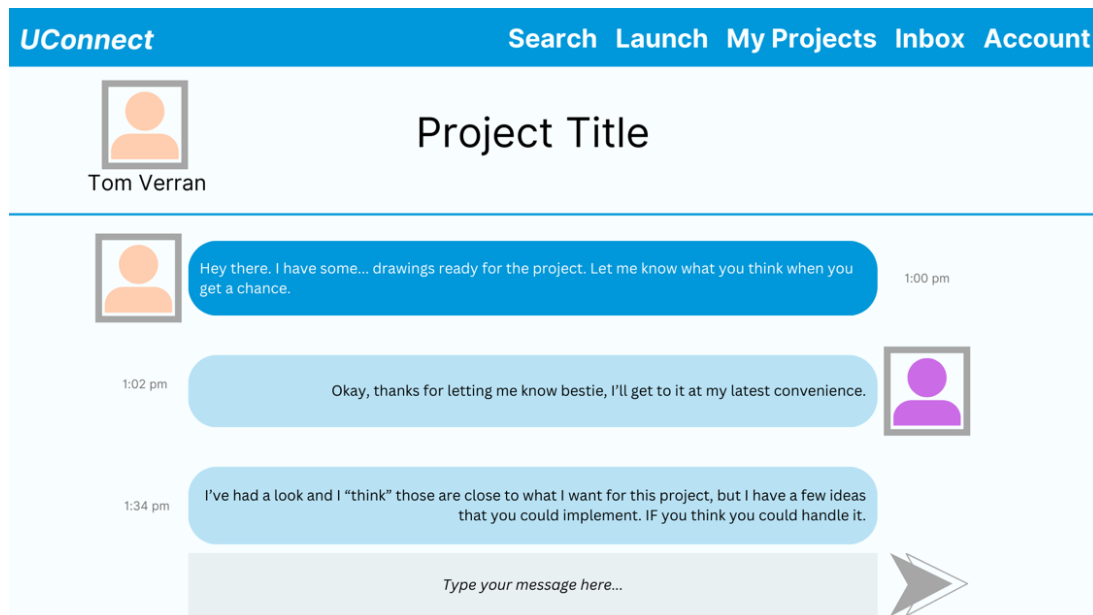 UConnect
Search Launch My Projects Inbox Account
Project Title
Tom Verran
Hey there. I have some... drawings ready for the project. Let me know what you think when you
get a chance.
1:00 pm
1:02 pm
Okay, thanks for letting me know bestie, I’ll get to it at my latest convenience.
1:34 pm
I’ve had a look and I “think” those are close to what I want for this project, but I have a few ideas
that you could implement. IF you think you could handle it.
Type your message here...